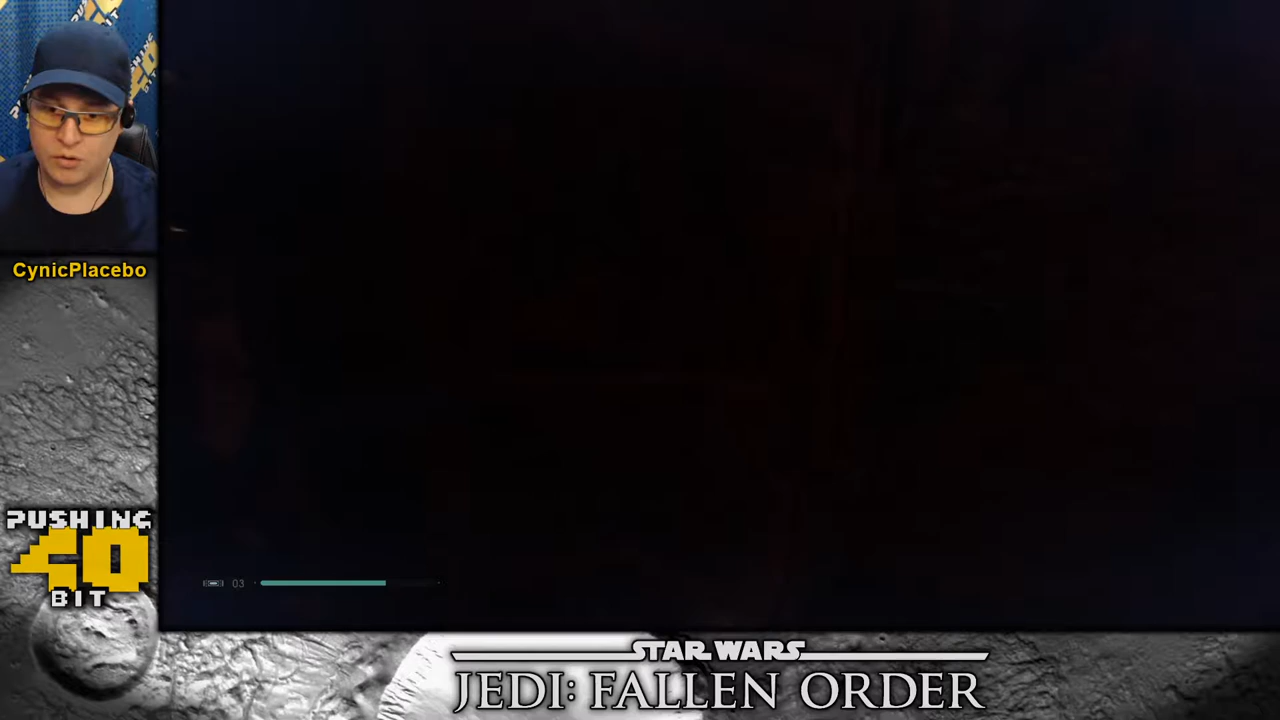 CynicPlacebo
PUSHING
40
BIT
03
STAR WARS
JEDI: FALLEN ORDER